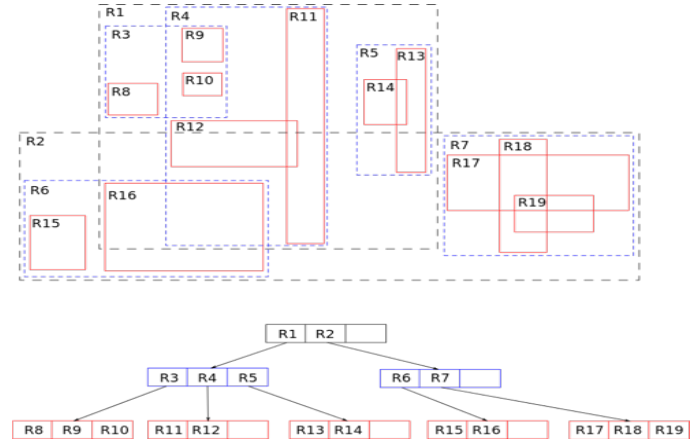 R1
R4
R11
R3
R9
R5
R13
R10
R14
R8
R12
R2
R7
R18
R17
R6
R16
R19
R15
R1 R2
R3 R4 R5
R6 R7
R8 R9 R10
R11 R12
R13 R14
R15 R16
R17 R18 R19